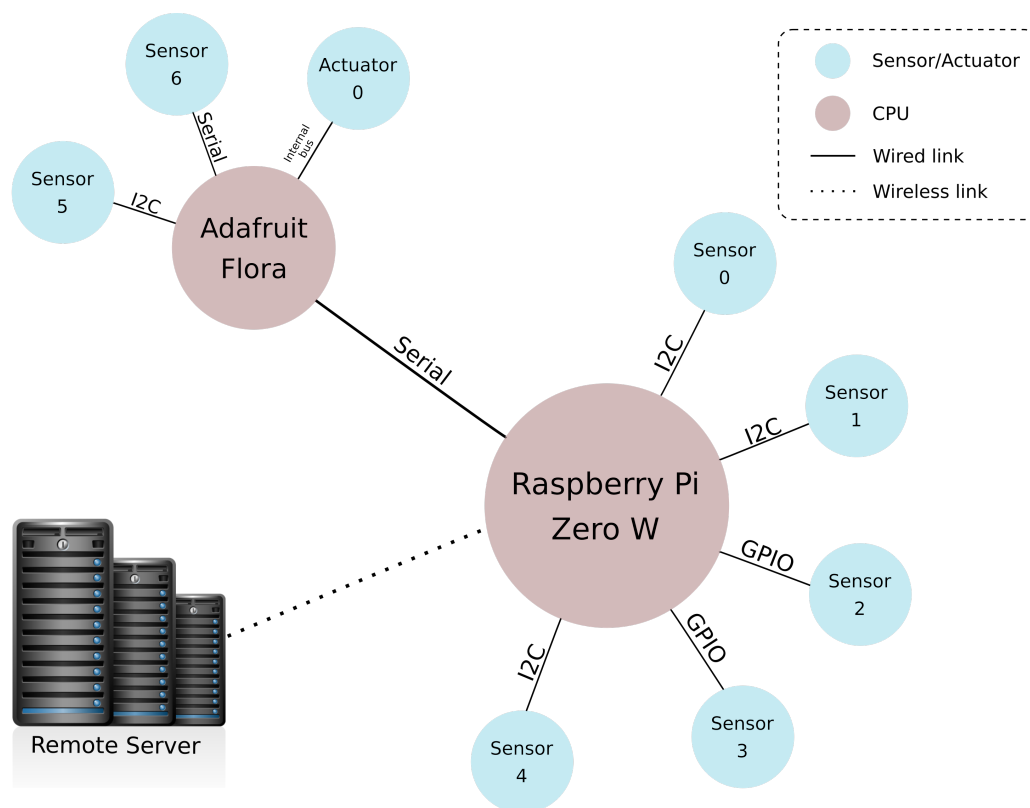 Sensor
6
Actuator
0
Sensor/Actuator
CPU
Wired link
Wireless link
Serial
Internal
bus
Sensor
5
I2C
Adafruit
Flora
Sensor
0
Serial
I2C
Sensor
1
I2C
Raspberry Pi
Zero W
GPIO
Sensor
2
GPIO
I2C
Sensor
3
Sensor
4
Remote Server